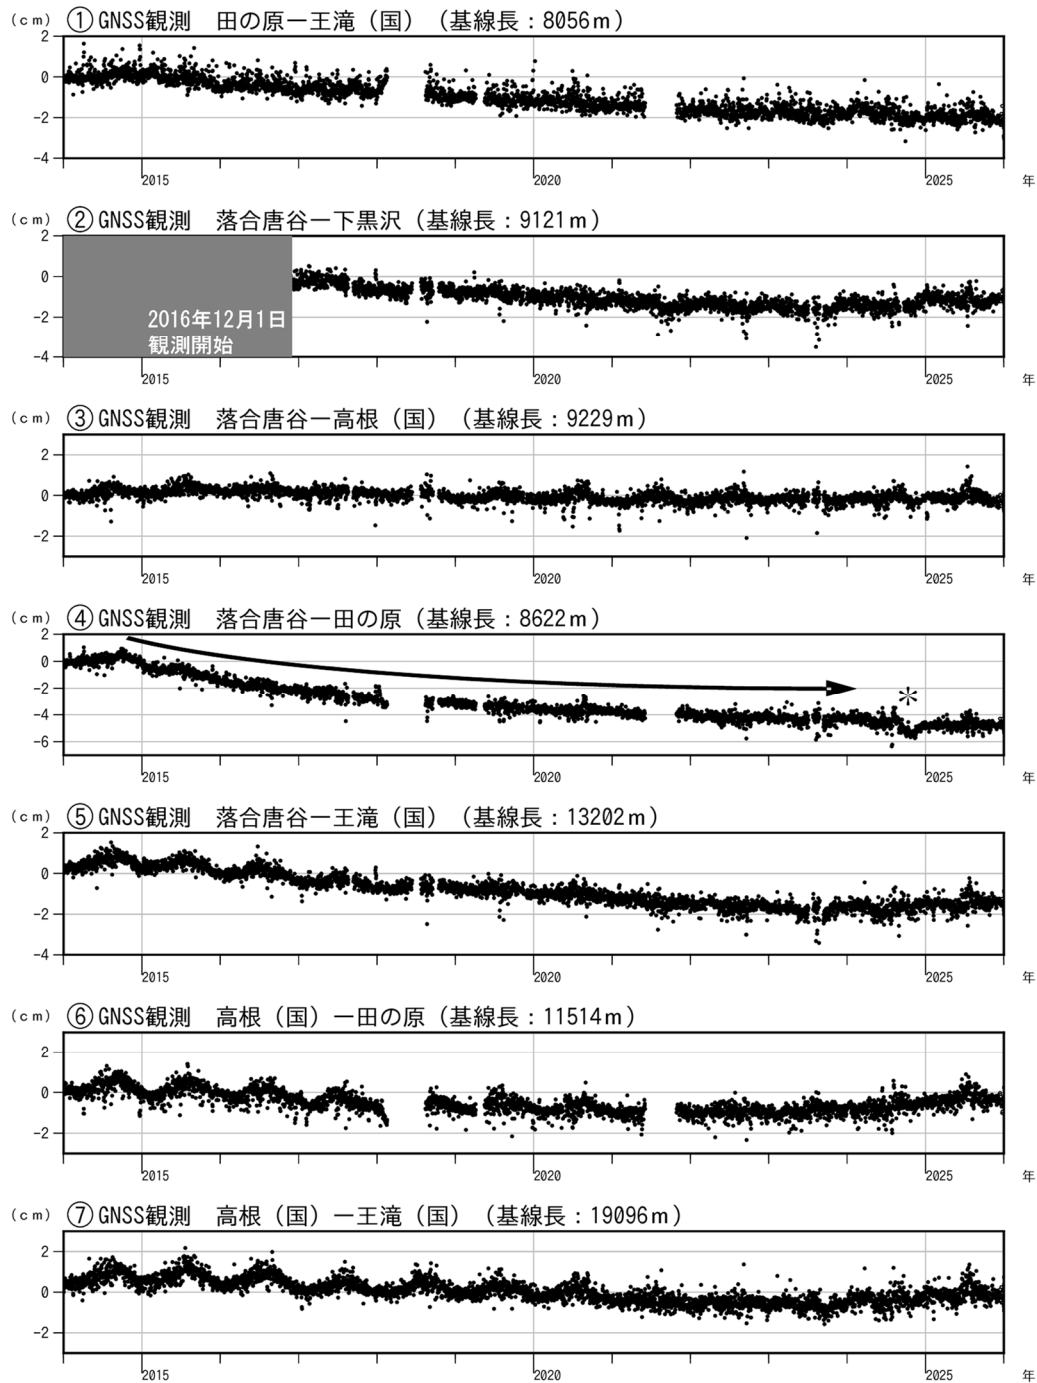 (cm) ①GNSS観測 田の原ー王滝（国）（基線長：8056m）
2
0
-2
-4
2015 2020 2025 年
(cm) ②GNSS観測 落合唐谷ー下黒沢（基線長：9121m）
2
0
-2
-4
2016年12月1日
観測開始
2015 2020 2025 年
(cm) ③GNSS観測 落合唐谷ー高根（国）（基線長：9229m）
2
0
-2
2015 2020 2025 年
(cm) ④GNSS観測 落合唐谷ー田の原（基線長：8622m）
2
0
-2
＊
-4
-6
2015 2020 2025 年
(cm) ⑤GNSS観測 落合唐谷ー王滝（国）（基線長：13202m）
2
0
-2
-4
2015 2020 2025 年
(cm) ⑥GNSS観測 高根（国）ー田の原（基線長：11514m）
2
0
-2
2015 2020 2025 年
(cm) ⑦GNSS観測 高根（国）ー王滝（国）（基線長：19096m）
2
0
-2
2015 2020 2025 年